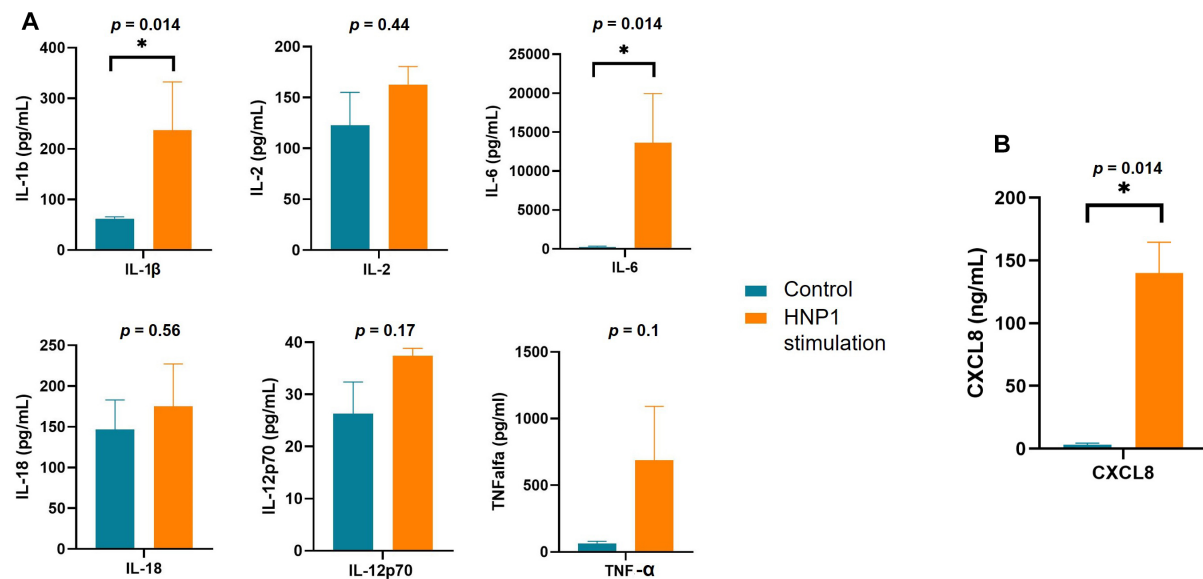 A
p = 0.014
*
IL-1b (pg/mL)
400
300
200
100
0
IL-1β
p = 0.44
IL-2 (pg/mL)
200
150
100
50
0
IL-2
p = 0.014
*
IL-6 (pg/mL)
25000
20000
15000
10000
5000
0
IL-6
p = 0.56
IL-18 (pg/mL)
250
200
150
100
50
0
IL-18
p = 0.17
IL-12p70 (pg/mL)
40
30
20
10
0
IL-12p70
p = 0.1
TNFalfa (pg/ml)
1500
1000
500
0
TNF-α
Control
HNP1
stimulation
B
p = 0.014
*
CXCL8 (ng/mL)
200
150
100
50
0
CXCL8